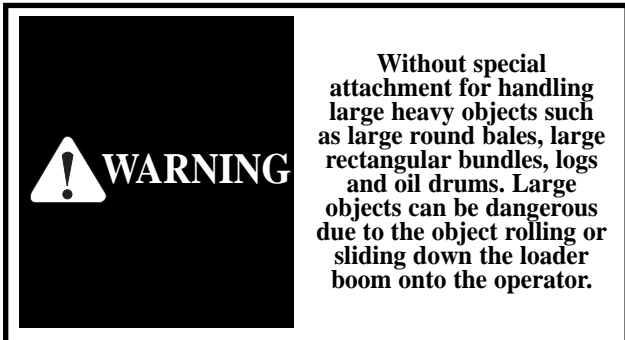 WARNING
Without special
attachment for handling
large heavy objects such
as large round bales, large
rectangular bundles, logs
and oil drums. Large
objects can be dangerous
due to the object rolling or
sliding down the loader
boom onto the operator.